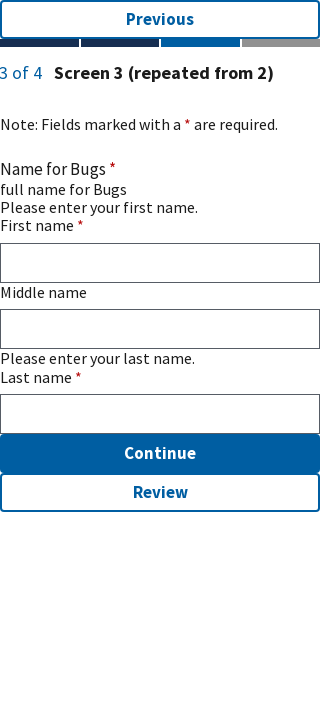 Previous
3 of 4 Screen 3 (repeated from 2)
Note: Fields marked with a * are required.
Name for Bugs *
full name for Bugs
Please enter your first name.
First name *
Middle name
Please enter your last name.
Last name *
Continue
Review